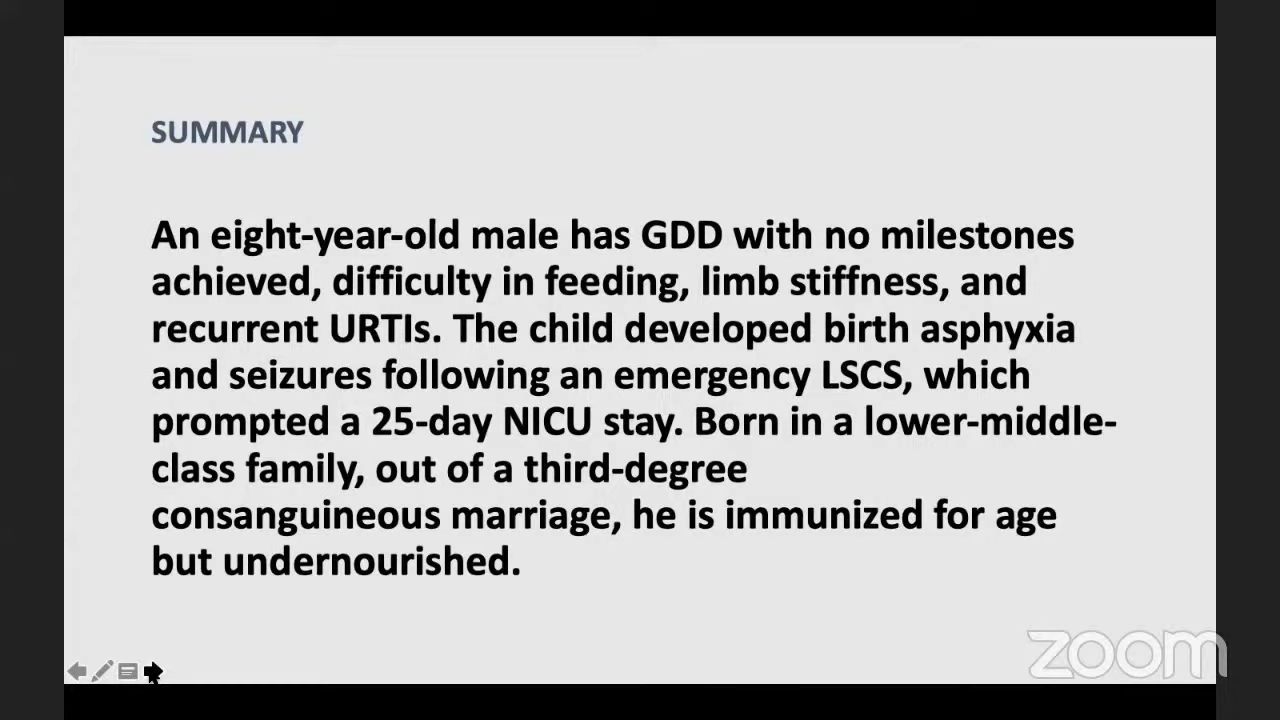 SUMMARY
An eight-year-old male has GDD with no milestones
achieved, difficulty in feeding, limb stiffness, and
recurrent URTIs. The child developed birth asphyxia
and seizures following an emergency LSCS, which
prompted a 25-day NICU stay. Born in a lower-middle-
class family, out of a third-degree
consanguineous marriage, he is immunized for age
but undernourished.
zoom